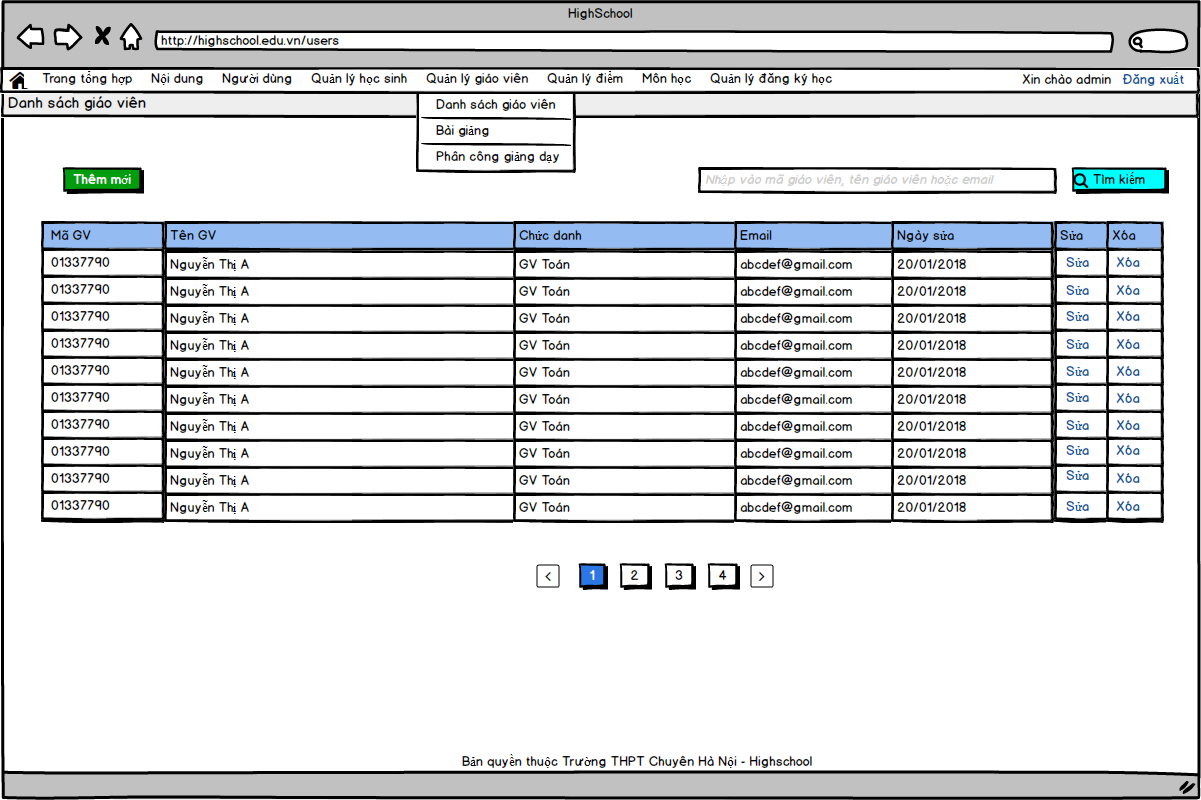 HighSchool
http://highschool.edu.vn/users
Trang tổng hợp Nội dung Người dùng Quản lý học sinh Quản lý giáo viên Quản lý điểm Môn học Quản lý đăng ký học Xin chào admin Đăng xuất
Danh sách giáo viên
Danh sách giáo viên
Bài giảng
Phân công giảng dạy
Thêm mới
Nhập vào mã giáo viên, tên giáo viên hoặc email
Tìm kiếm
Mã GV Tên GV Chức danh Email Ngày sửa Sửa Xóa
01337790 Nguyễn Thị A GV Toán abcdef@gmail.com 20/01/2018 Sửa Xóa
01337790 Nguyễn Thị A GV Toán abcdef@gmail.com 20/01/2018 Sửa Xóa
01337790 Nguyễn Thị A GV Toán abcdef@gmail.com 20/01/2018 Sửa Xóa
01337790 Nguyễn Thị A GV Toán abcdef@gmail.com 20/01/2018 Sửa Xóa
01337790 Nguyễn Thị A GV Toán abcdef@gmail.com 20/01/2018 Sửa Xóa
01337790 Nguyễn Thị A GV Toán abcdef@gmail.com 20/01/2018 Sửa Xóa
01337790 Nguyễn Thị A GV Toán abcdef@gmail.com 20/01/2018 Sửa Xóa
01337790 Nguyễn Thị A GV Toán abcdef@gmail.com 20/01/2018 Sửa Xóa
01337790 Nguyễn Thị A GV Toán abcdef@gmail.com 20/01/2018 Sửa Xóa
01337790 Nguyễn Thị A GV Toán abcdef@gmail.com 20/01/2018 Sửa Xóa
< 1 2 3 4 >
Bản quyền thuộc Trường THPT Chuyên Hà Nội - Highschool